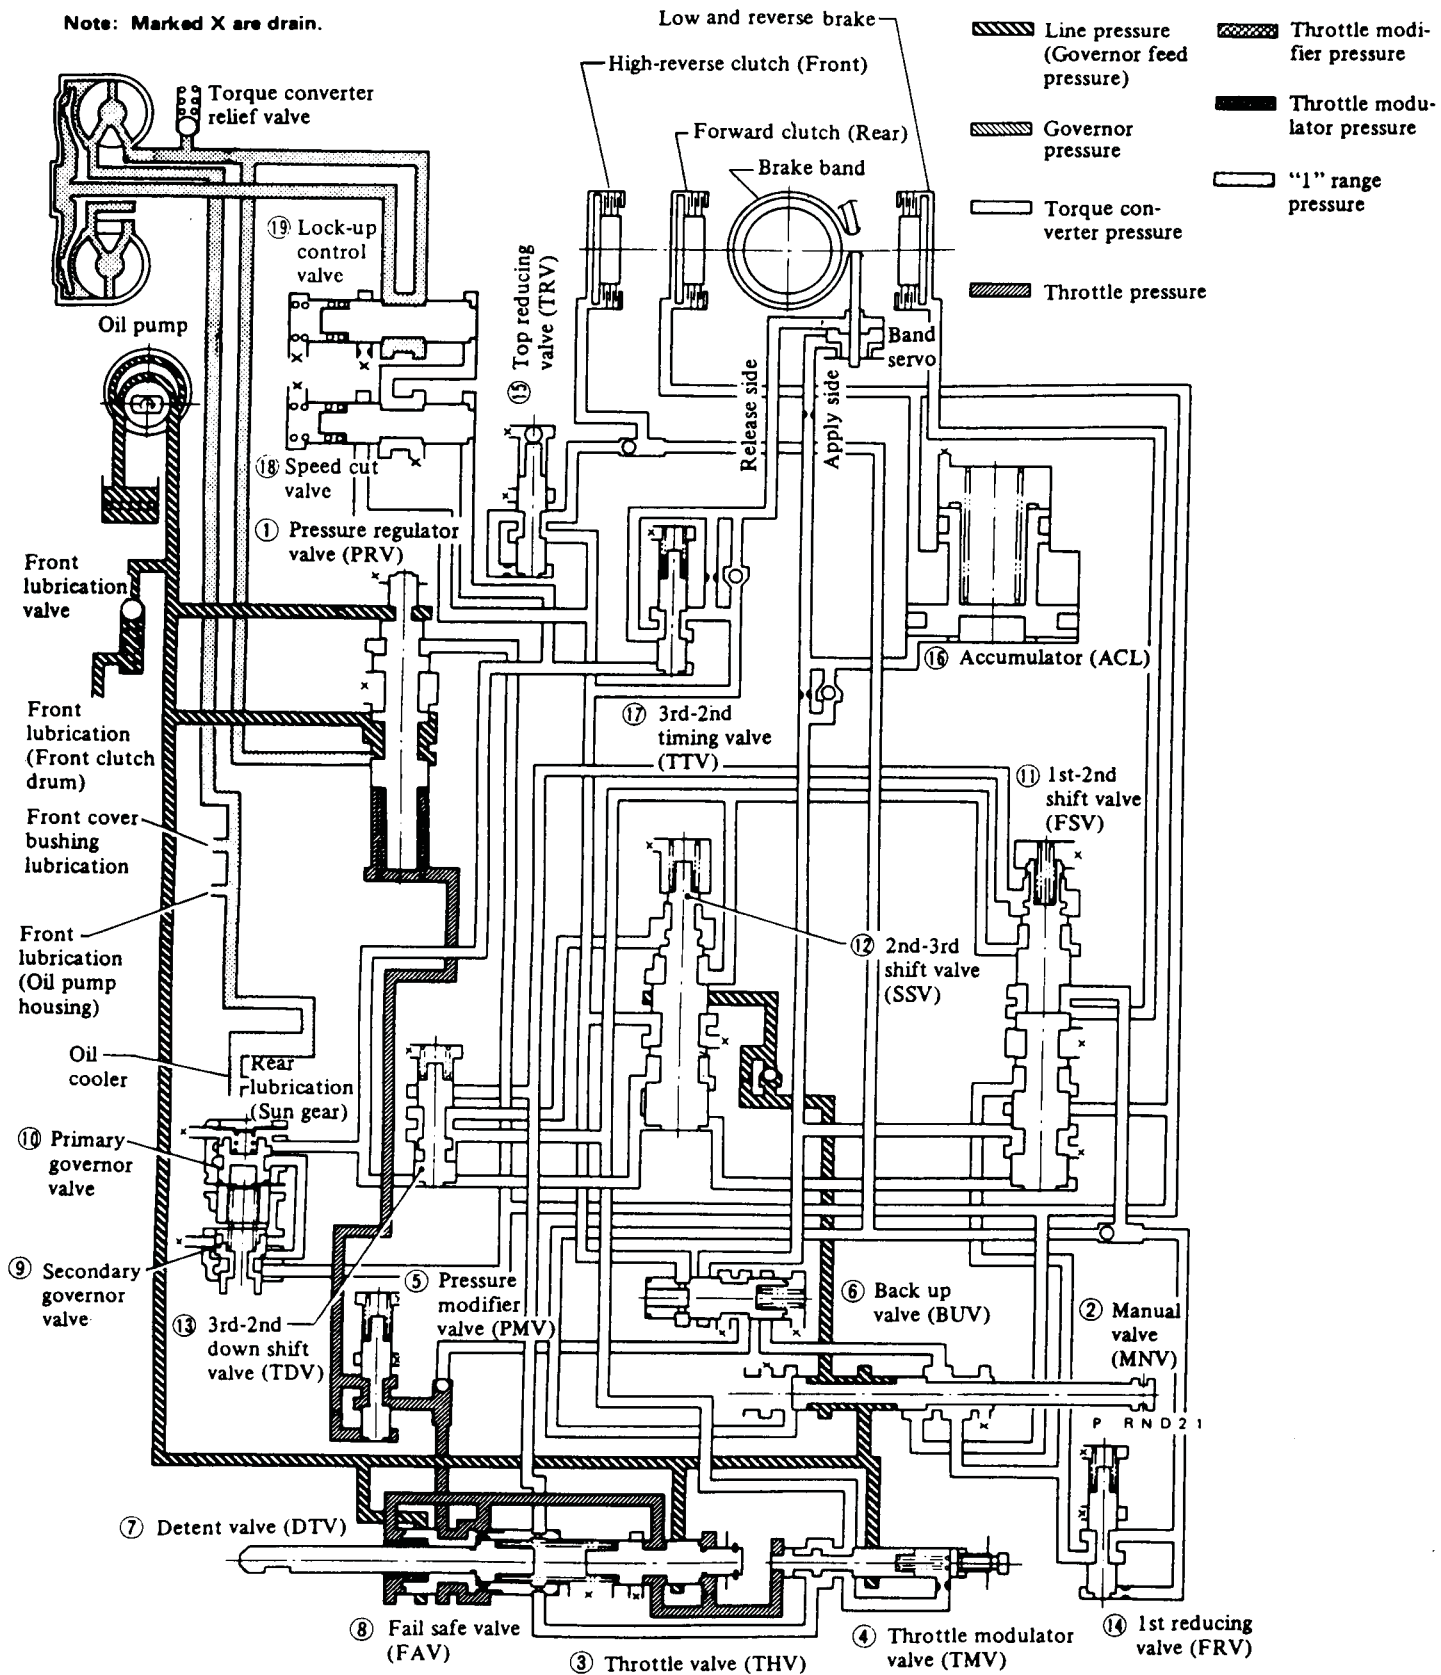 Note: Marked X are drain.
Low and reverse brake
High-reverse clutch (Front)
Forward clutch (Rear)
Brake band
Line pressure
(Governor feed
pressure)
Governor
pressure
Torque con-
verter pressure
Throttle pressure
Throttle modi-
fier pressure
Throttle modu-
lator pressure
“1” range
pressure
Torque converter
relief valve
⑲ Lock-up
control
valve
Oil pump
⑮ Top reducing
valve (TRV)
Release side
Apply side
Band
servo
⑱ Speed cut
valve
① Pressure regulator
valve (PRV)
Front
lubrication
valve
⑯ Accumulator (ACL)
Front
lubrication
(Front clutch
drum)
⑰ 3rd-2nd
timing valve
(TTV)
⑪ 1st-2nd
shift valve
(FSV)
Front cover
bushing
lubrication
Front
lubrication
(Oil pump
housing)
⑫ 2nd-3rd
shift valve
(SSV)
Oil
cooler
Rear
lubrication
(Sun gear)
⑩ Primary
governor
valve
⑨ Secondary
governor
valve
⑤ Pressure
modifier
valve (PMV)
⑬ 3rd-2nd
down shift
valve (TDV)
⑥ Back up
valve (BUV)
② Manual
valve
(MNV)
P R N D 2 1
⑦ Detent valve (DTV)
⑧ Fail safe valve
(FAV)
③ Throttle valve (THV)
④ Throttle modulator
valve (TMV)
⑭ 1st reducing
valve (FRV)